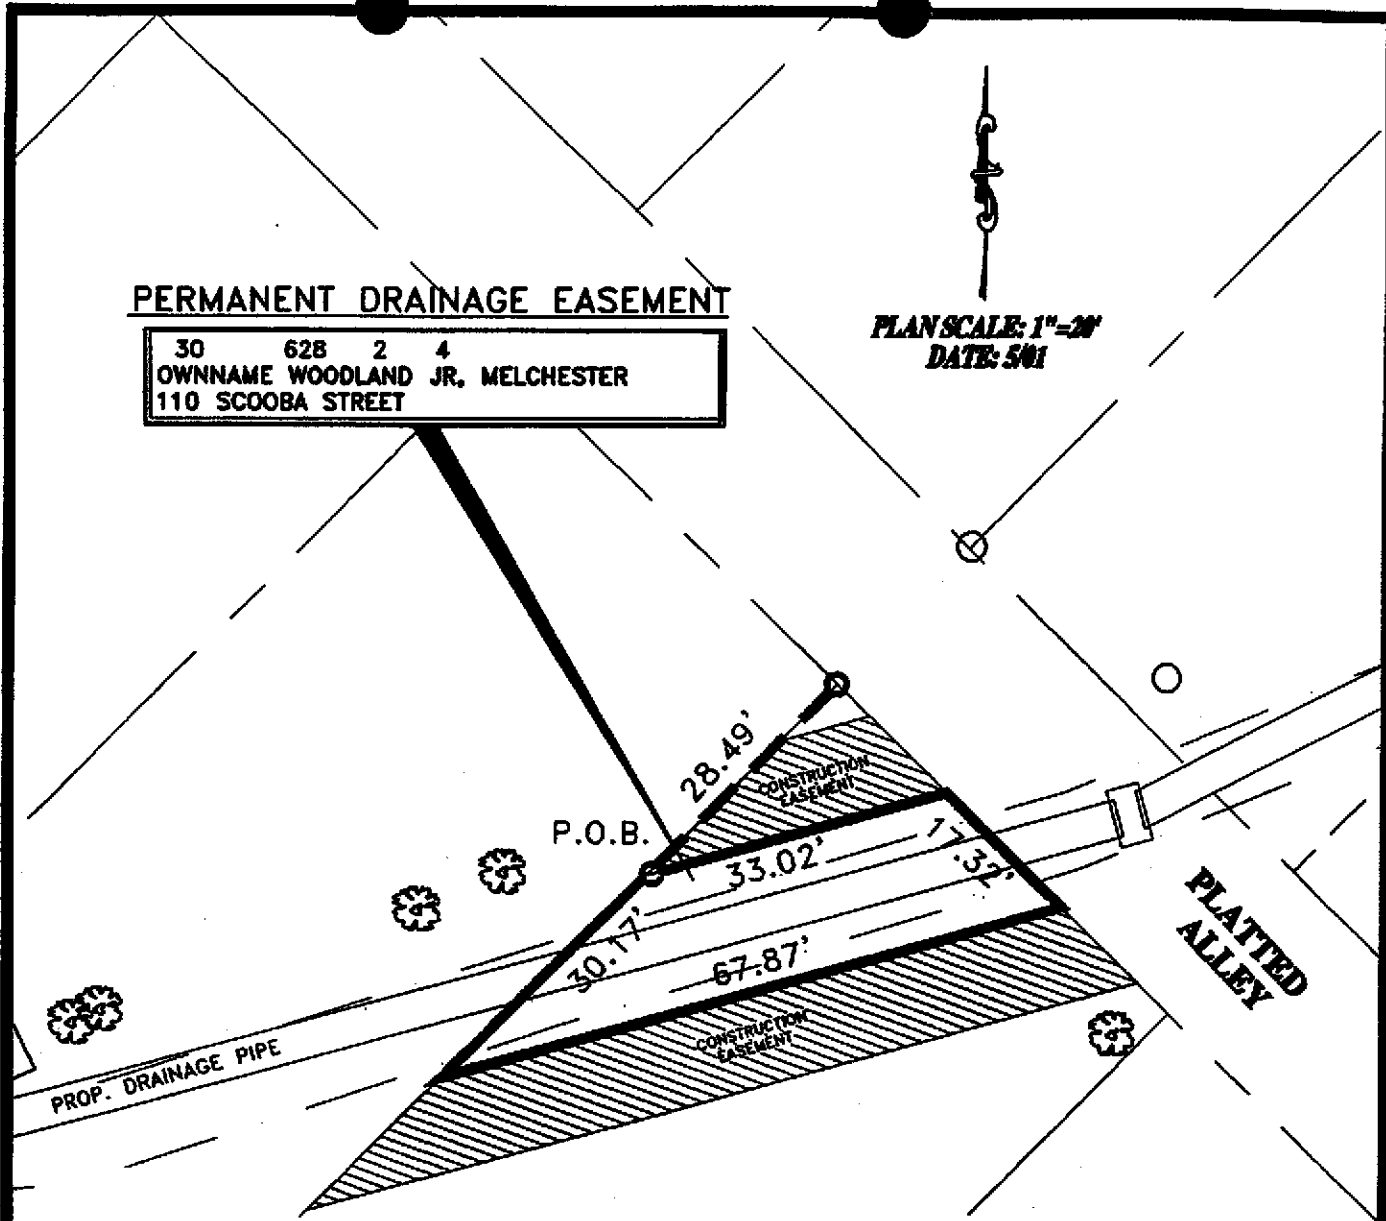 PERMANENT DRAINAGE EASEMENT
30 628 2 4
OWNNAME WOODLAND JR, MELCHESTER
110 SCOOBA STREET
PLAN SCALE: 1"=20'
DATE: 5/01
28.49'
CONSTRUCTION
EASEMENT
P.O.B.
33.02'
17.32'
30.17'
67.87'
PLATTED
ALLEY
CONSTRUCTION
EASEMENT
PROP. DRAINAGE PIPE